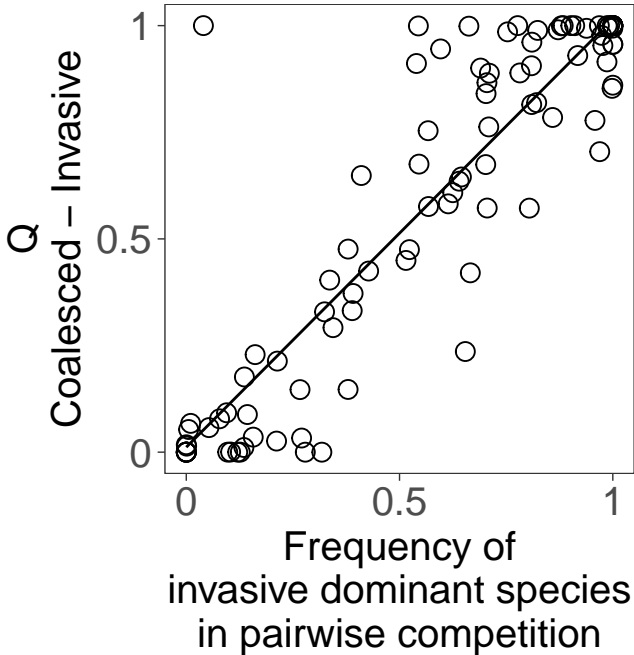 Q
Coalesced – Invasive
1
0.5
0
0
0.5
1
Frequency of
invasive dominant species
in pairwise competition